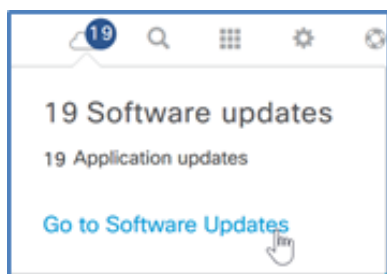 19
19 Software updates
19 Application updates
Go to Software Updates